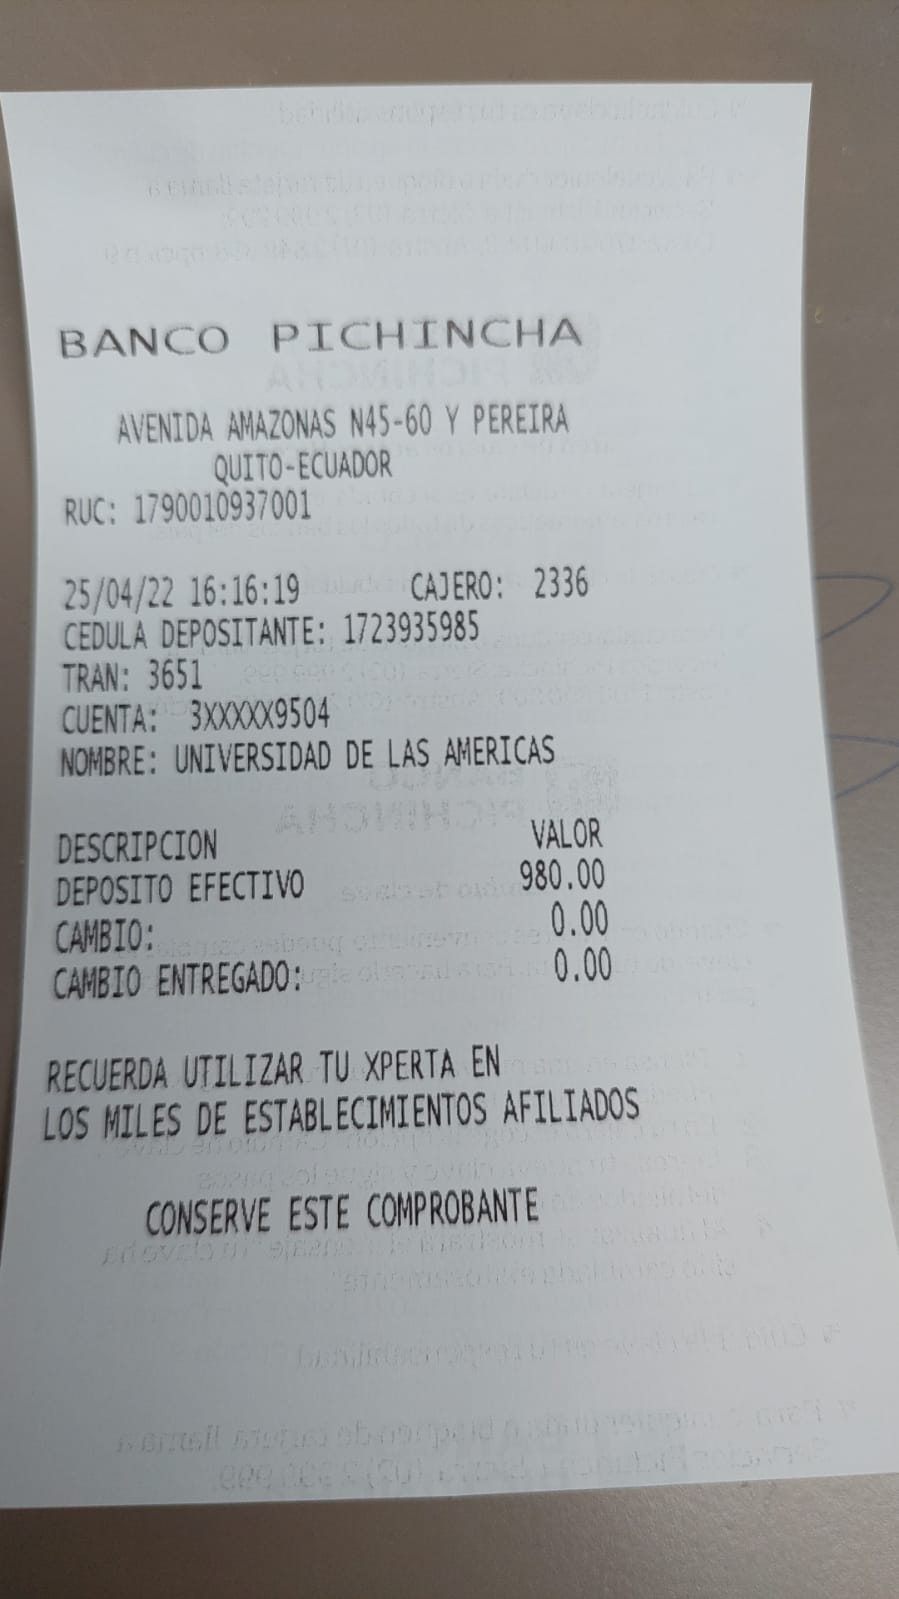 BANCO PICHINCHA
AVENIDA AMAZONAS N45-60 Y PEREIRA
QUITO-ECUADOR
RUC: 1790010937001
25/04/22 16:16:19 CAJERO: 2336
CEDULA DEPOSITANTE: 1723935985
TRAN: 3651
CUENTA: 3XXXXX9504
NOMBRE: UNIVERSIDAD DE LAS AMERICAS
DESCRIPCION VALOR
DEPOSITO EFECTIVO 980.00
CAMBIO: 0.00
CAMBIO ENTREGADO: 0.00
RECUERDA UTILIZAR TU XPERTA EN
LOS MILES DE ESTABLECIMIENTOS AFILIADOS
CONSERVE ESTE COMPROBANTE